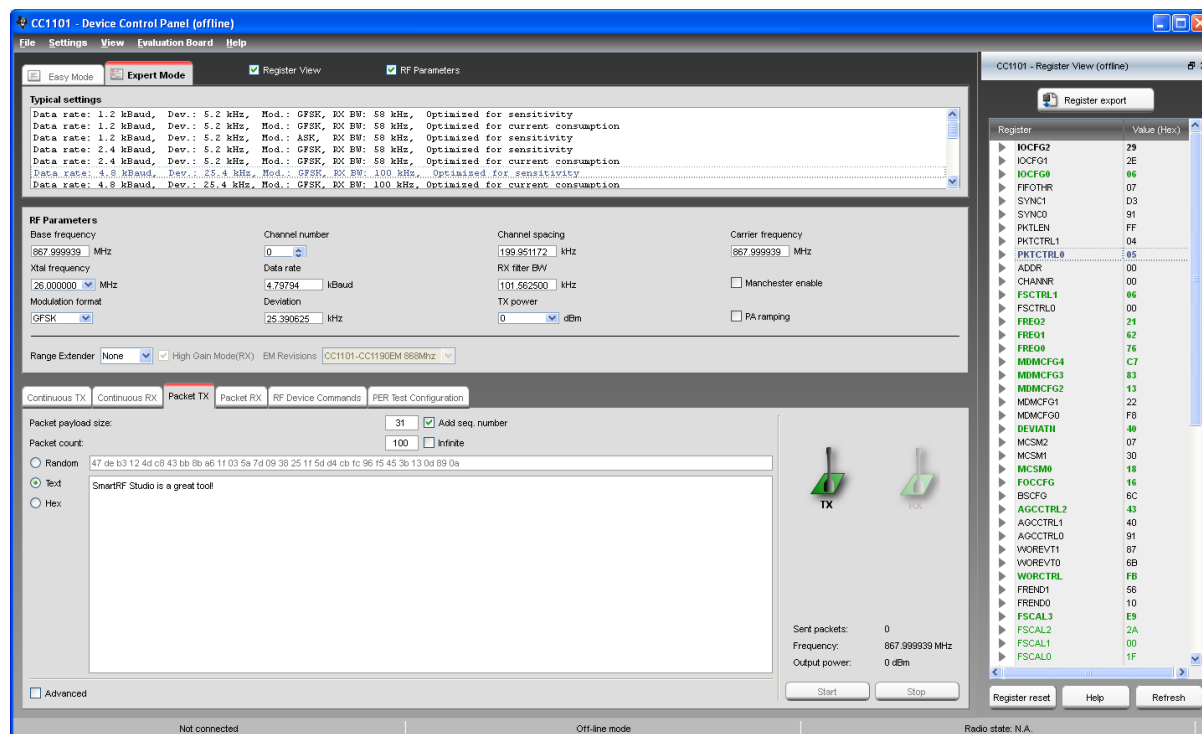 CC1101 - Device Control Panel (offline)
File Settings View Evaluation Board Help
Easy Mode Expert Mode Register View RF Parameters
Typical settings
Data rate: 1.2 kBaud, Dev.: 5.2 kHz, Mod.: GFSK, RX BW: 58 kHz, Optimized for sensitivity
Data rate: 1.2 kBaud, Dev.: 5.2 kHz, Mod.: GFSK, RX BW: 58 kHz, Optimized for current consumption
Data rate: 1.2 kBaud, Dev.: 5.2 kHz, Mod.: ASK, RX BW: 58 kHz, Optimized for sensitivity
Data rate: 2.4 kBaud, Dev.: 5.2 kHz, Mod.: GFSK, RX BW: 58 kHz, Optimized for sensitivity
Data rate: 2.4 kBaud, Dev.: 5.2 kHz, Mod.: GFSK, RX BW: 58 kHz, Optimized for current consumption
Data rate: 4.8 kBaud, Dev.: 25.4 kHz, Mod.: GFSK, RX BW: 100 kHz, Optimized for sensitivity
Data rate: 4.8 kBaud, Dev.: 25.4 kHz, Mod.: GFSK, RX BW: 100 kHz, Optimized for current consumption
RF Parameters
Base frequency Channel number Channel spacing Carrier frequency
867.999939 MHz 0 199.951172 kHz 867.999939 MHz
Xtal frequency Data rate RX filter BW
26.000000 MHz 4.79794 kBaud 101.562500 kHz Manchester enable
Modulation format Deviation TX power
GFSK 25.390625 kHz 0 dBm PA ramping
Range Extender None High Gain Mode(RX) EM Revisions CC1101-CC1190EM 868Mhz
Continuous TX Continuous RX Packet TX Packet RX RF Device Commands PER Test Configuration
Packet payload size: 31 Add seq. number
Packet count: 100 Infinite
Random 47 de b3 12 4d c8 43 bb 8b a6 1f 03 5a 7d 09 38 25 1f 5d d4 cb fc 96 f5 45 3b 13 0d 89 0a
Text SmartRF Studio is a great tool!
Hex
TX RX
Sent packets: 0
Frequency: 867.999939 MHz
Output power: 0 dBm
Advanced
Start Stop
CC1101 - Register View (offline)
Register export
Register Value (Hex)
IOCFG2 29
IOCFG1 2E
IOCFG0 06
FIFOTHR 07
SYNC1 D3
SYNC0 91
PKTLEN FF
PKTCTRL1 04
PKTCTRL0 05
ADDR 00
CHANNR 00
FSCTRL1 06
FSCTRL0 00
FREQ2 21
FREQ1 62
FREQ0 76
MDMCFG4 C7
MDMCFG3 83
MDMCFG2 13
MDMCFG1 22
MDMCFG0 F8
DEVIATN 40
MCSM2 07
MCSM1 30
MCSM0 18
FOCCFG 16
BSCFG 6C
AGCCTRL2 43
AGCCTRL1 40
AGCCTRL0 91
WOREVT1 87
WOREVT0 6B
WORCTRL FB
FREND1 56
FREND0 10
FSCAL3 E9
FSCAL2 2A
FSCAL1 00
FSCAL0 1F
Register reset Help Refresh
Not connected Off-line mode Radio state: N.A.